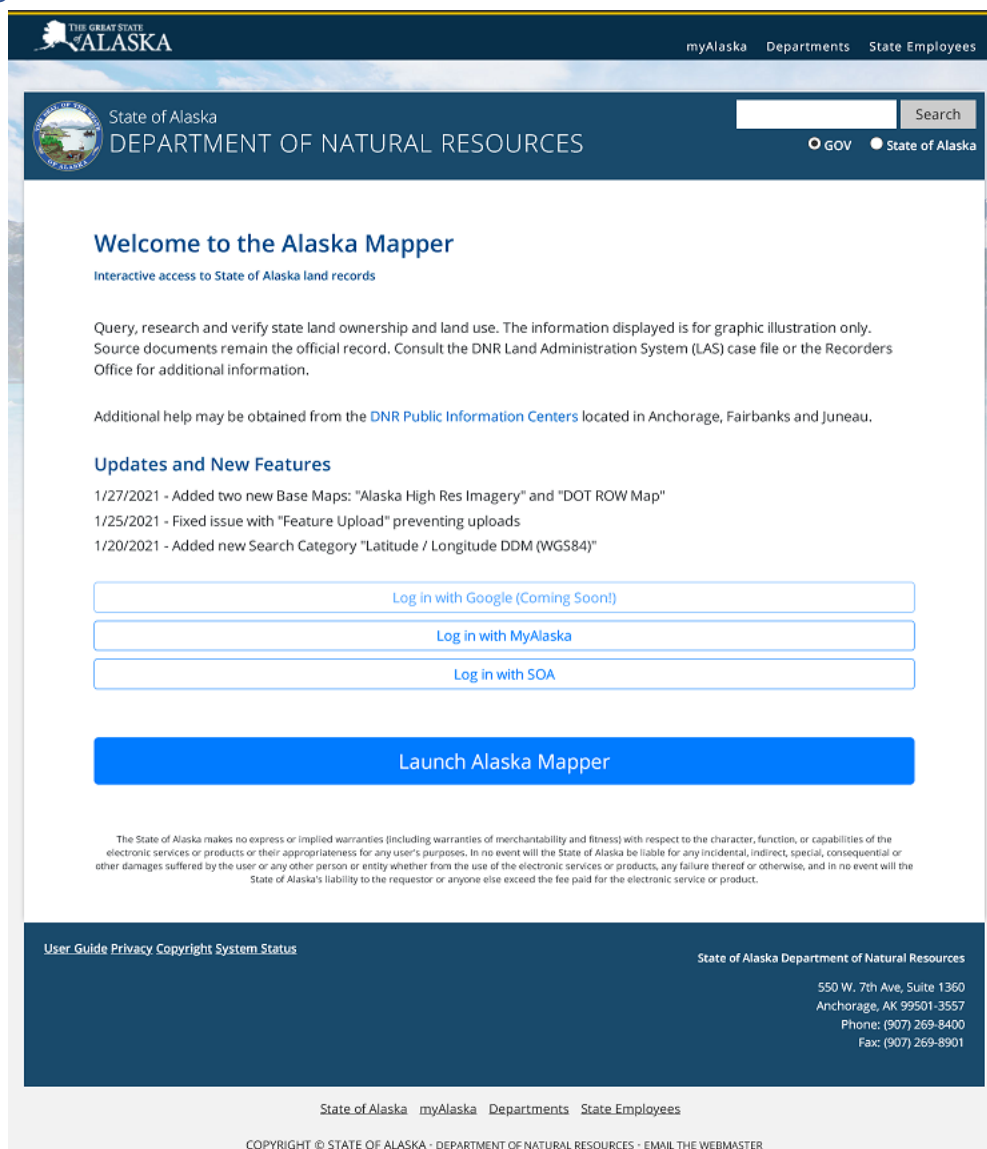 THE GREAT STATE
of ALASKA
myAlaska Departments State Employees
State of Alaska
DEPARTMENT OF NATURAL RESOURCES
Search
GOV State of Alaska
Welcome to the Alaska Mapper
Interactive access to State of Alaska land records
Query, research and verify state land ownership and land use. The information displayed is for graphic illustration only.
Source documents remain the official record. Consult the DNR Land Administration System (LAS) case file or the Recorders
Office for additional information.
Additional help may be obtained from the DNR Public Information Centers located in Anchorage, Fairbanks and Juneau.
Updates and New Features
1/27/2021 - Added two new Base Maps: "Alaska High Res Imagery" and "DOT ROW Map"
1/25/2021 - Fixed issue with "Feature Upload" preventing uploads
1/20/2021 - Added new Search Category "Latitude / Longitude DDM (WGS84)"
Log in with Google (Coming Soon!)
Log in with MyAlaska
Log in with SOA
Launch Alaska Mapper
The State of Alaska makes no express or implied warranties (including warranties of merchantability and fitness) with respect to the character, function, or capabilities of the
electronic services or products or their appropriateness for any user's purposes. In no event will the State of Alaska be liable for any incidental, indirect, special, consequential or
other damages suffered by the user or any other person or entity whether from the use of the electronic services or products, any failure thereof or otherwise, and in no event will the
State of Alaska's liability to the requestor or anyone else exceed the fee paid for the electronic service or product.
User Guide Privacy Copyright System Status
State of Alaska Department of Natural Resources
550 W. 7th Ave, Suite 1360
Anchorage, AK 99501-3557
Phone: (907) 269-8400
Fax: (907) 269-8901
State of Alaska myAlaska Departments State Employees
COPYRIGHT © STATE OF ALASKA · DEPARTMENT OF NATURAL RESOURCES · EMAIL THE WEBMASTER